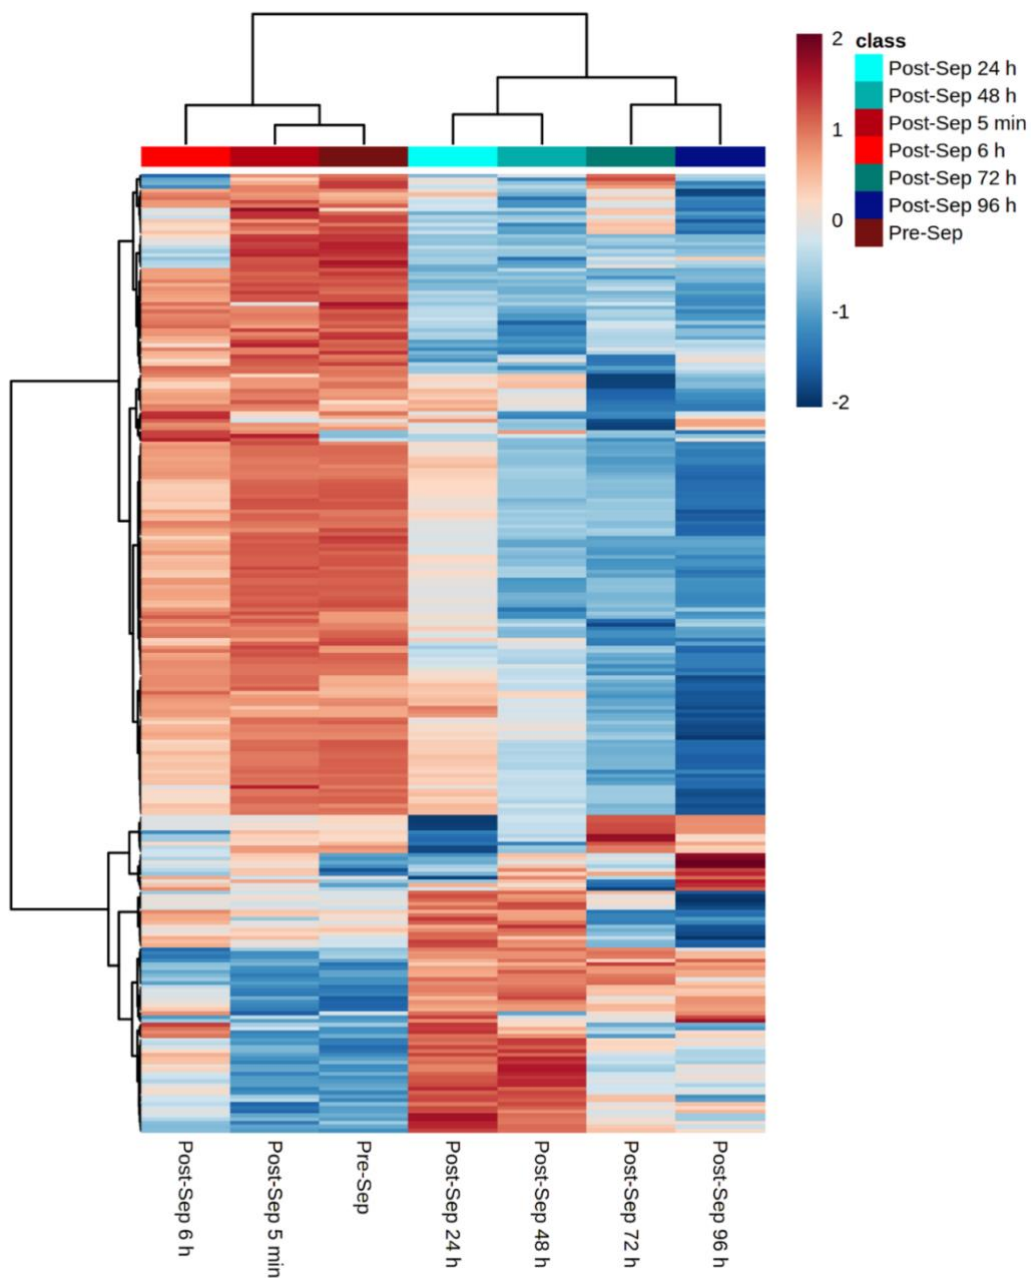 2
1
0
-1
-2
class
Post-Sep 24 h
Post-Sep 48 h
Post-Sep 5 min
Post-Sep 6 h
Post-Sep 72 h
Post-Sep 96 h
Pre-Sep
Post-Sep 6 h
Post-Sep 5 min
Pre-Sep
Post-Sep 24 h
Post-Sep 48 h
Post-Sep 72 h
Post-Sep 96 h